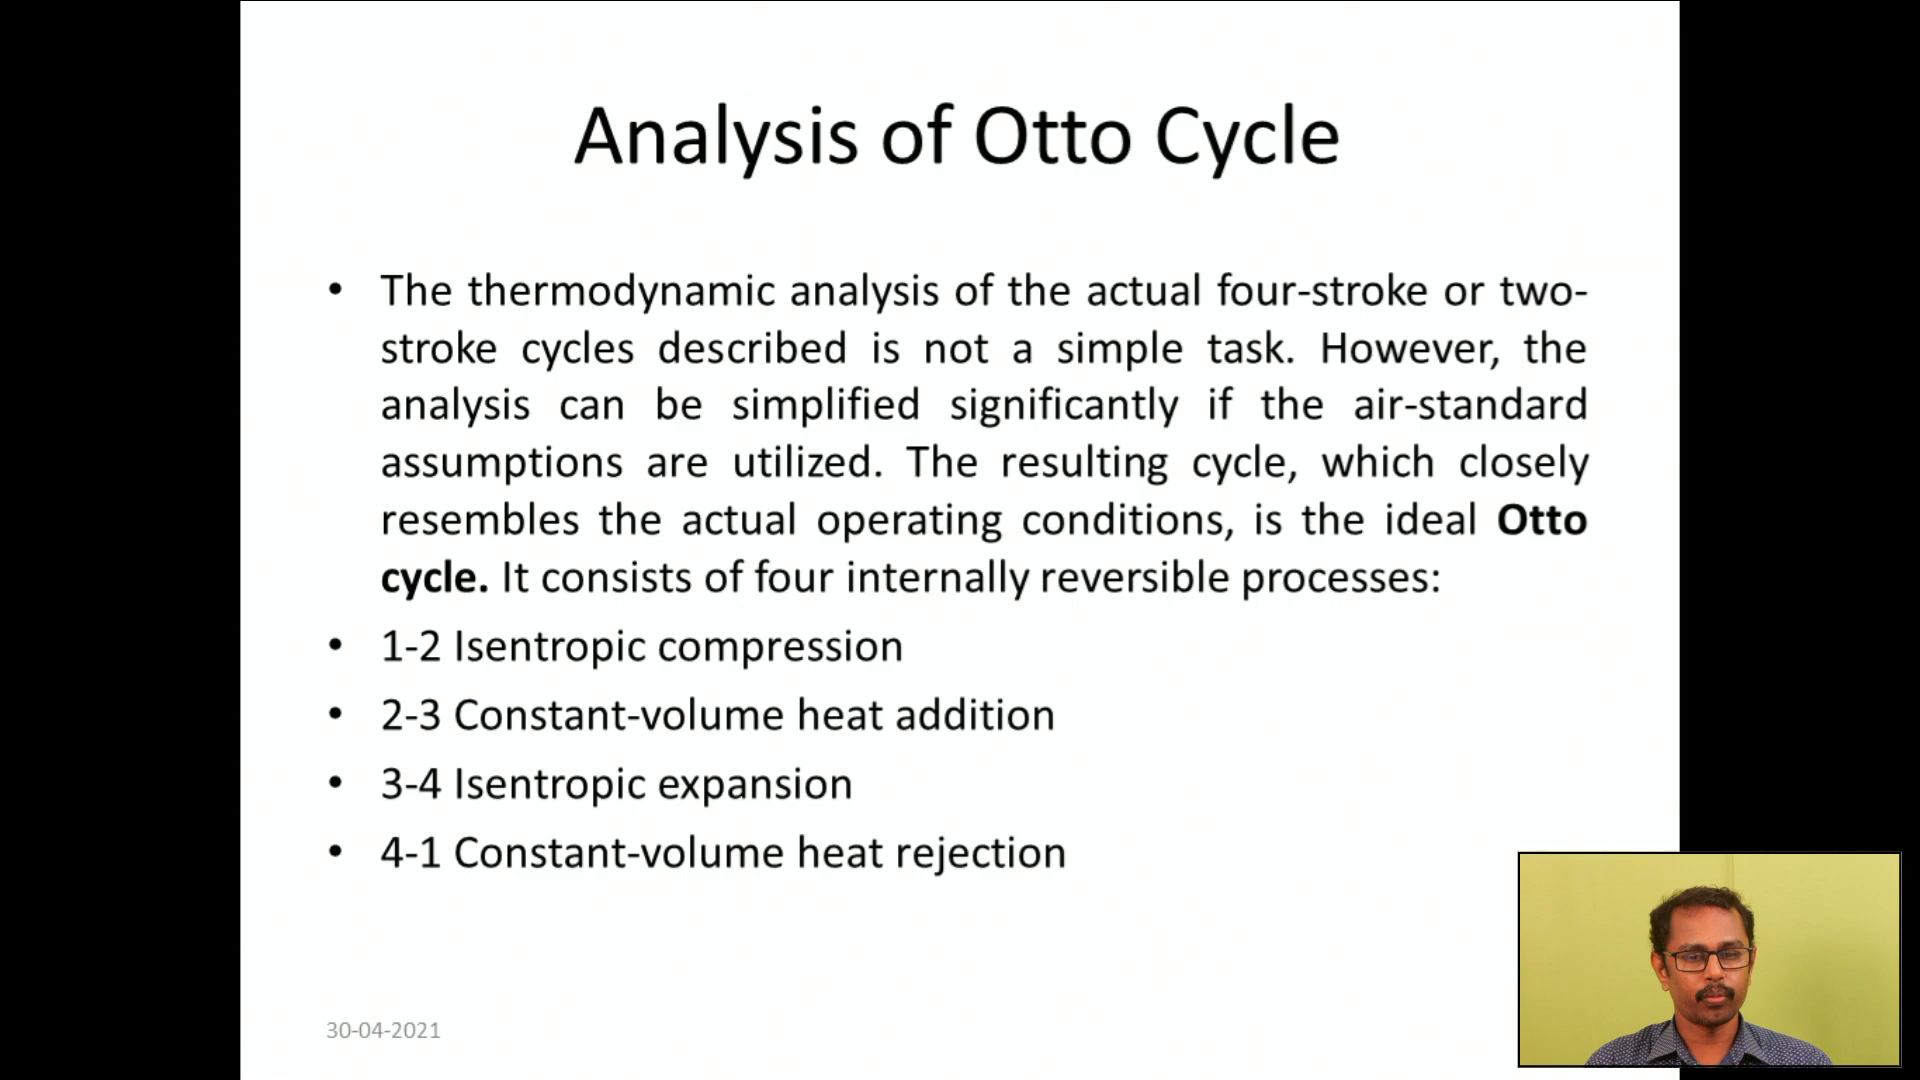 Analysis of Otto Cycle
• The thermodynamic analysis of the actual four-stroke or two-
stroke cycles described is not a simple task. However, the
analysis can be simplified significantly if the air-standard
assumptions are utilized. The resulting cycle, which closely
resembles the actual operating conditions, is the ideal Otto
cycle. It consists of four internally reversible processes:
• 1-2 Isentropic compression
• 2-3 Constant-volume heat addition
• 3-4 Isentropic expansion
• 4-1 Constant-volume heat rejection
30-04-2021